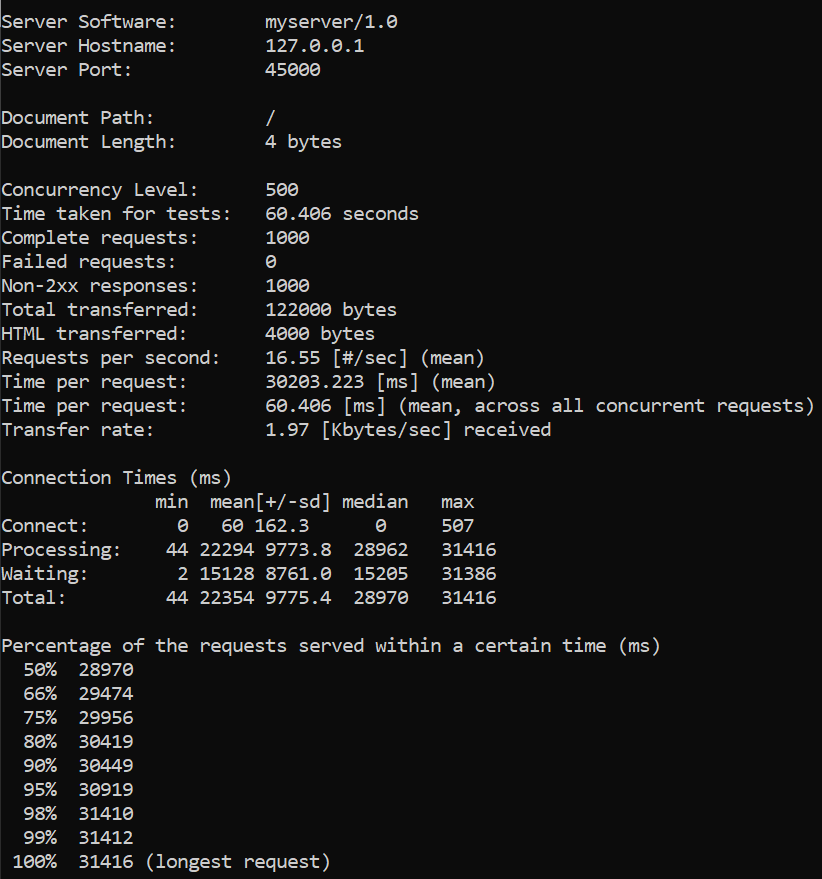 Server Software:        myserver/1.0
Server Hostname:        127.0.0.1
Server Port:            45000

Document Path:          /
Document Length:        4 bytes

Concurrency Level:      500
Time taken for tests:   60.406 seconds
Complete requests:      1000
Failed requests:        0
Non-2xx responses:      1000
Total transferred:      122000 bytes
HTML transferred:       4000 bytes
Requests per second:    16.55 [#/sec] (mean)
Time per request:       30203.223 [ms] (mean)
Time per request:       60.406 [ms] (mean, across all concurrent requests)
Transfer rate:          1.97 [Kbytes/sec] received

Connection Times (ms)
              min  mean[+/-sd] median   max
Connect:        0   60 162.3      0     507
Processing:    44 22294 9773.8  28962   31416
Waiting:        2 15128 8761.0  15205   31386
Total:         44 22354 9775.4  28970   31416

Percentage of the requests served within a certain time (ms)
  50%  28970
  66%  29474
  75%  29956
  80%  30419
  90%  30449
  95%  30919
  98%  31410
  99%  31412
 100%  31416 (longest request)